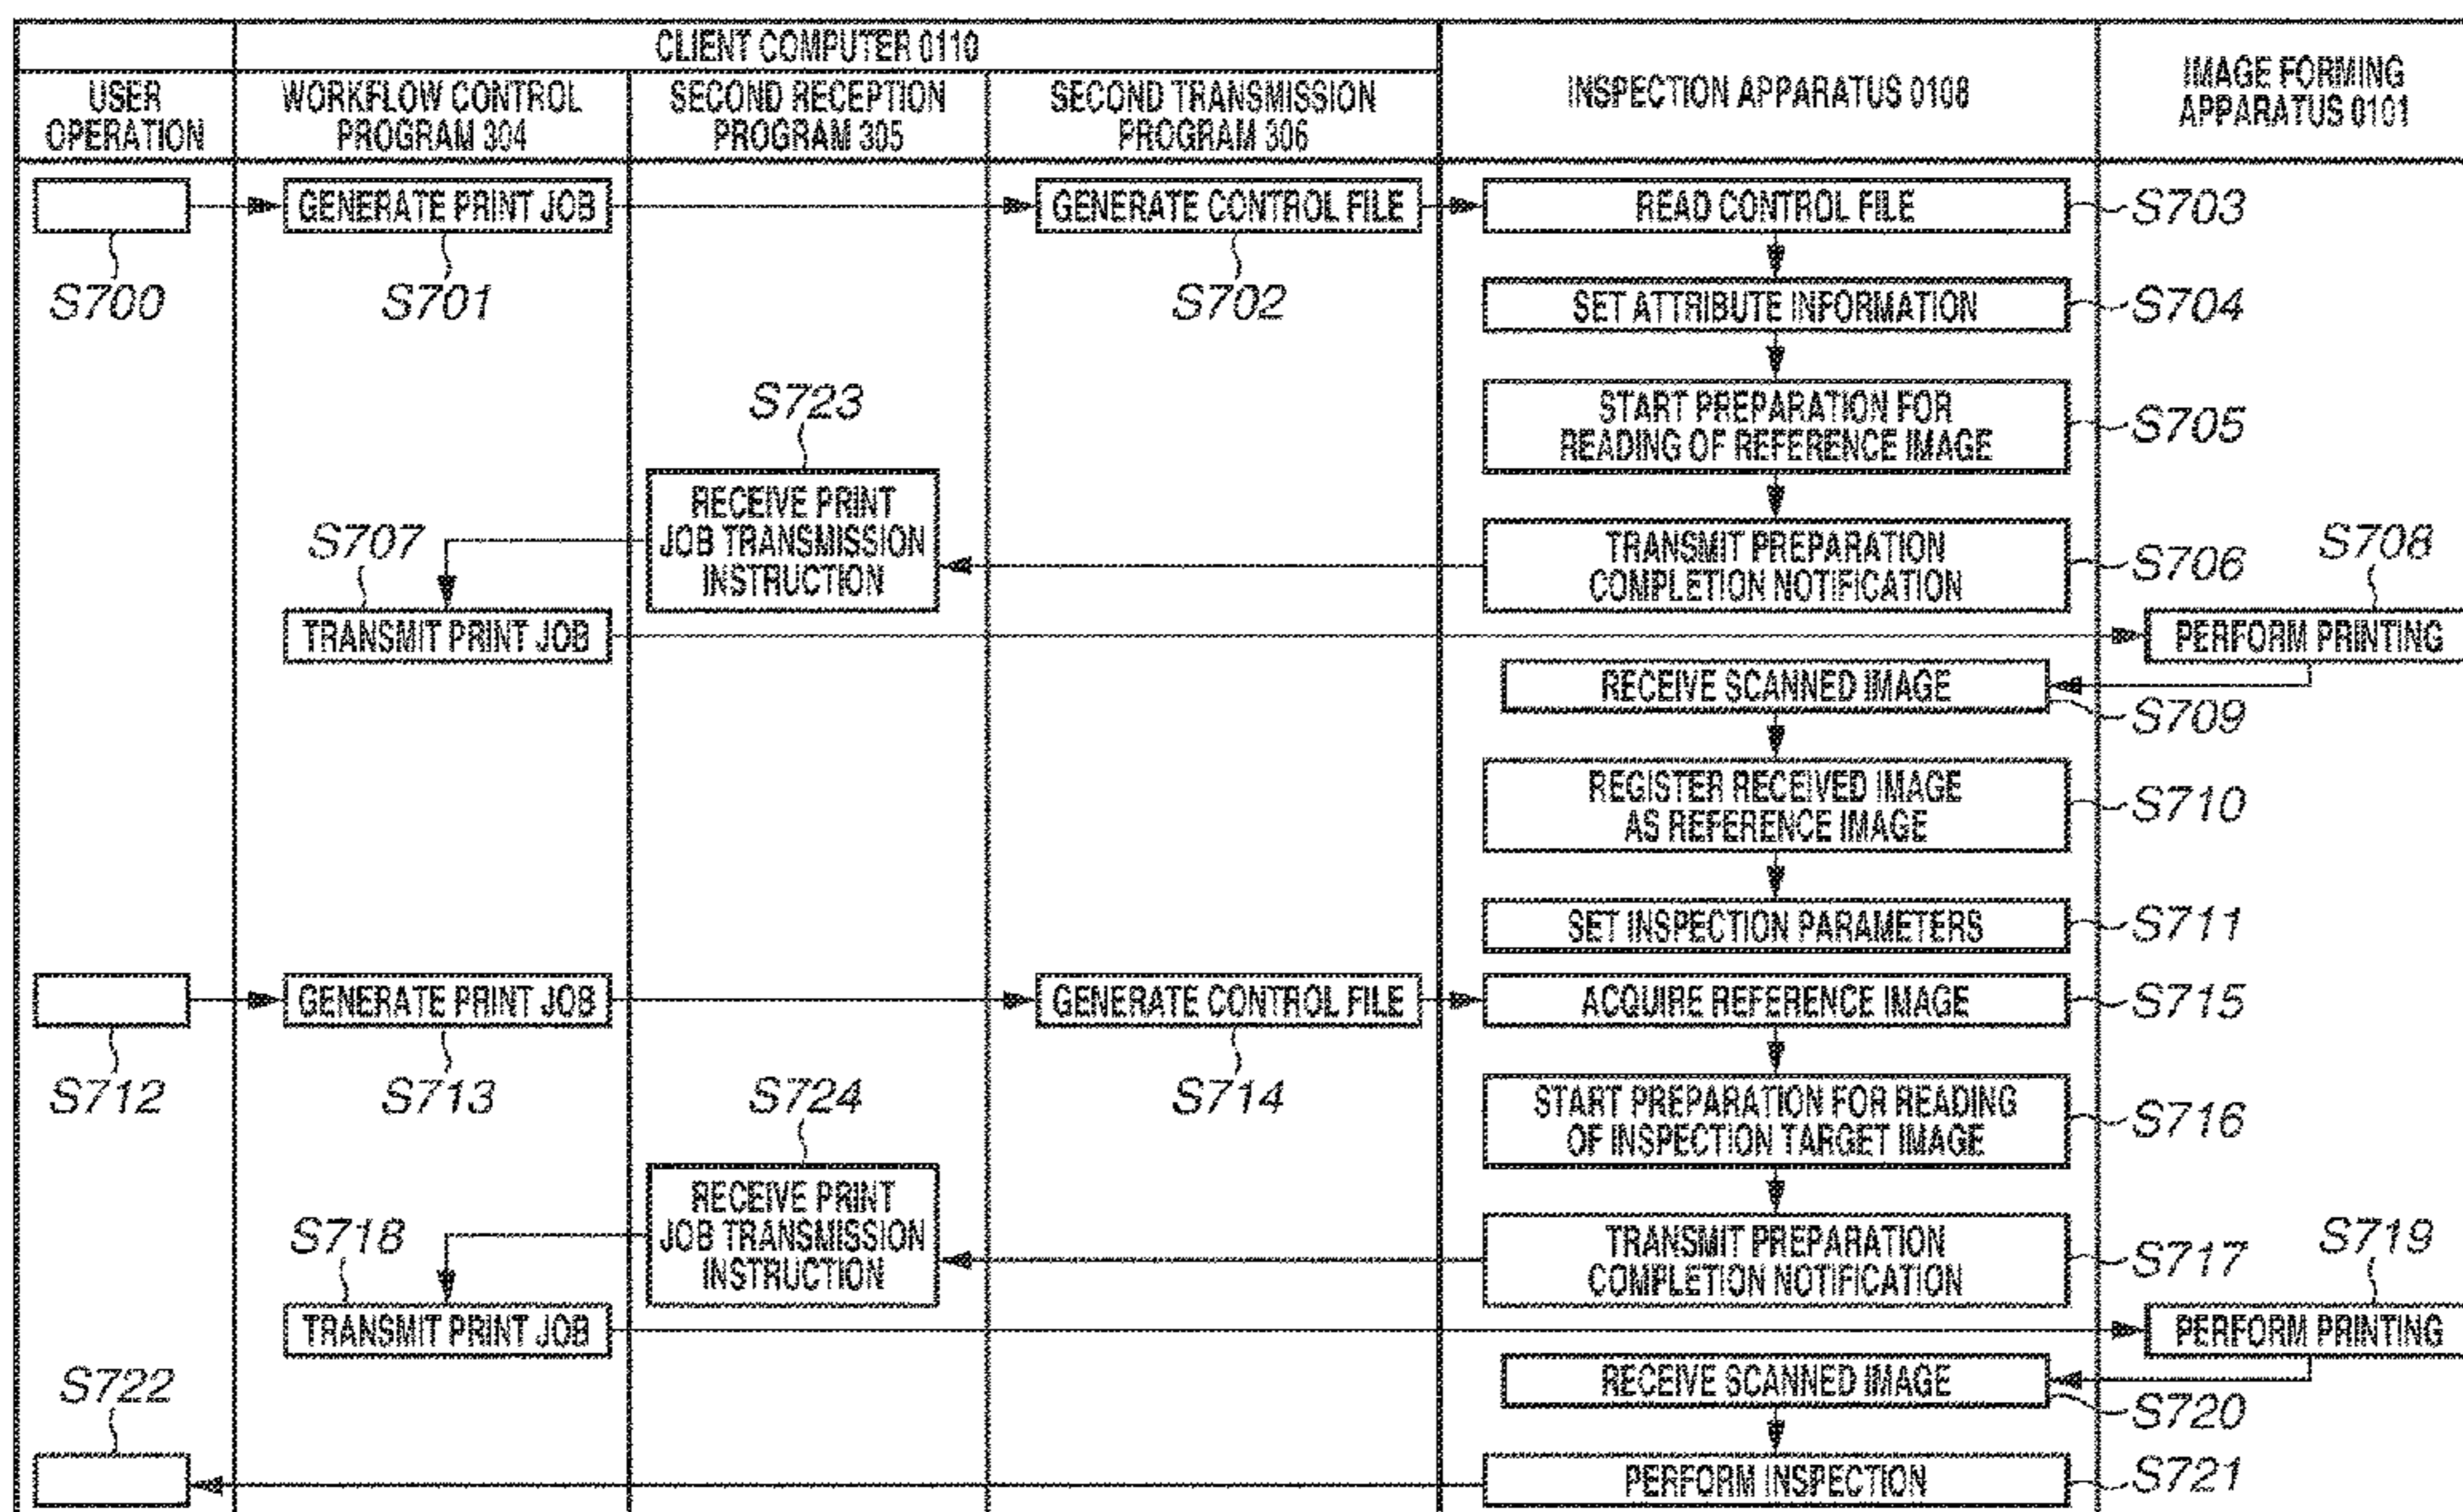 CLIENT COMPUTER 0110
USER
OPERATION
WORKFLOW CONTROL
PROGRAM 304
SECOND RECEPTION
PROGRAM 305
SECOND TRANSMISSION
PROGRAM 306
INSPECTION APPARATUS 0108
IMAGE FORMING
APPARATUS 0101
GENERATE PRINT JOB
GENERATE CONTROL FILE
READ CONTROL FILE
S703
S700
S701
S702
SET ATTRIBUTE INFORMATION
S704
S723
START PREPARATION FOR
READING OF REFERENCE IMAGE
S705
RECEIVE PRINT
JOB TRANSMISSION
INSTRUCTION
S707
TRANSMIT PREPARATION
COMPLETION NOTIFICATION
S706
S708
TRANSMIT PRINT JOB
PERFORM PRINTING
RECEIVE SCANNED IMAGE
S709
REGISTER RECEIVED IMAGE
AS REFERENCE IMAGE
S710
SET INSPECTION PARAMETERS
S711
GENERATE PRINT JOB
GENERATE CONTROL FILE
ACQUIRE REFERENCE IMAGE
S715
S712
S713
S724
S714
START PREPARATION FOR READING
OF INSPECTION TARGET IMAGE
S716
RECEIVE PRINT
JOB TRANSMISSION
INSTRUCTION
S718
TRANSMIT PREPARATION
COMPLETION NOTIFICATION
S717
S719
TRANSMIT PRINT JOB
PERFORM PRINTING
S722
RECEIVE SCANNED IMAGE
S720
PERFORM INSPECTION
S721